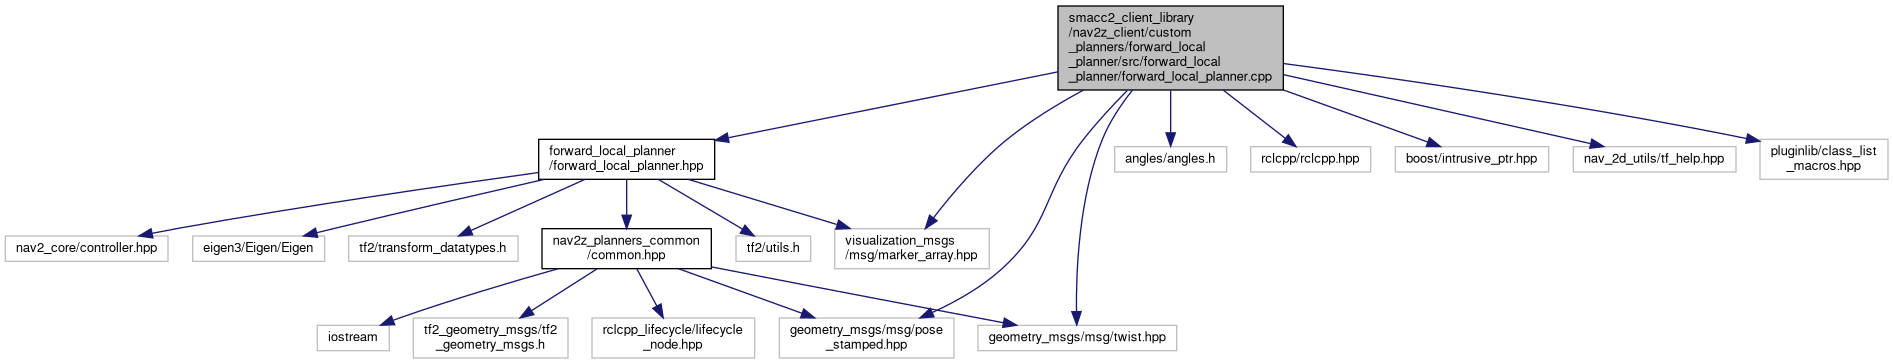 smacc2_client_library
/nav2z_client/custom
_planners/forward_local
_planner/src/forward_local
_planner/forward_local_planner.cpp
forward_local_planner
/forward_local_planner.hpp
angles/angles.h
rclcpp/rclcpp.hpp
boost/intrusive_ptr.hpp
nav_2d_utils/tf_help.hpp
pluginlib/class_list
_macros.hpp
nav2_core/controller.hpp
eigen3/Eigen/Eigen
tf2/transform_datatypes.h
nav2z_planners_common
/common.hpp
tf2/utils.h
visualization_msgs
/msg/marker_array.hpp
iostream
tf2_geometry_msgs/tf2
_geometry_msgs.h
rclcpp_lifecycle/lifecycle
_node.hpp
geometry_msgs/msg/pose
_stamped.hpp
geometry_msgs/msg/twist.hpp